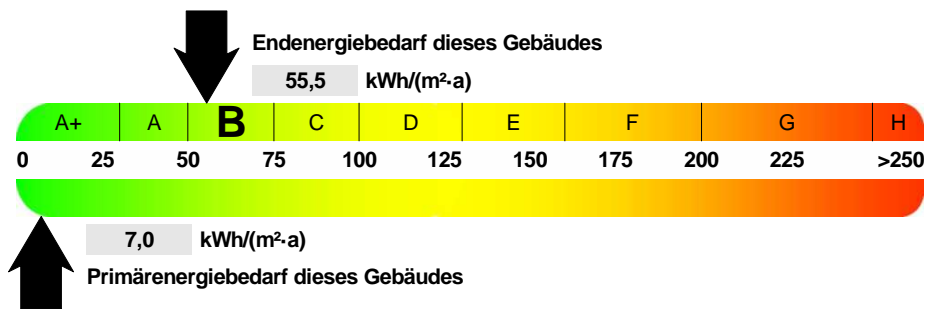 Endenergiebedarf dieses Gebäudes
55,5 kWh/(m²·a)
A+ A B C D E F G H
0 25 50 75 100 125 150 175 200 225 >250
7,0 kWh/(m²·a)
Primärenergiebedarf dieses Gebäudes